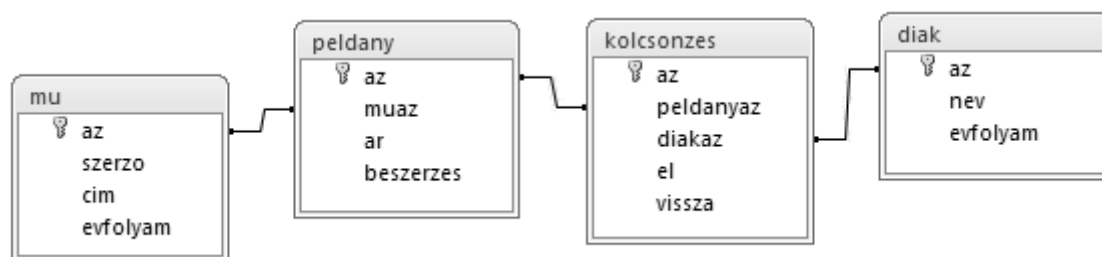 mu
az
szerzo
cim
evfolyam
peldany
az
muaz
ar
beszerzes
kolcsonzes
az
peldanyaz
diakaz
el
vissza
diak
az
nev
evfolyam